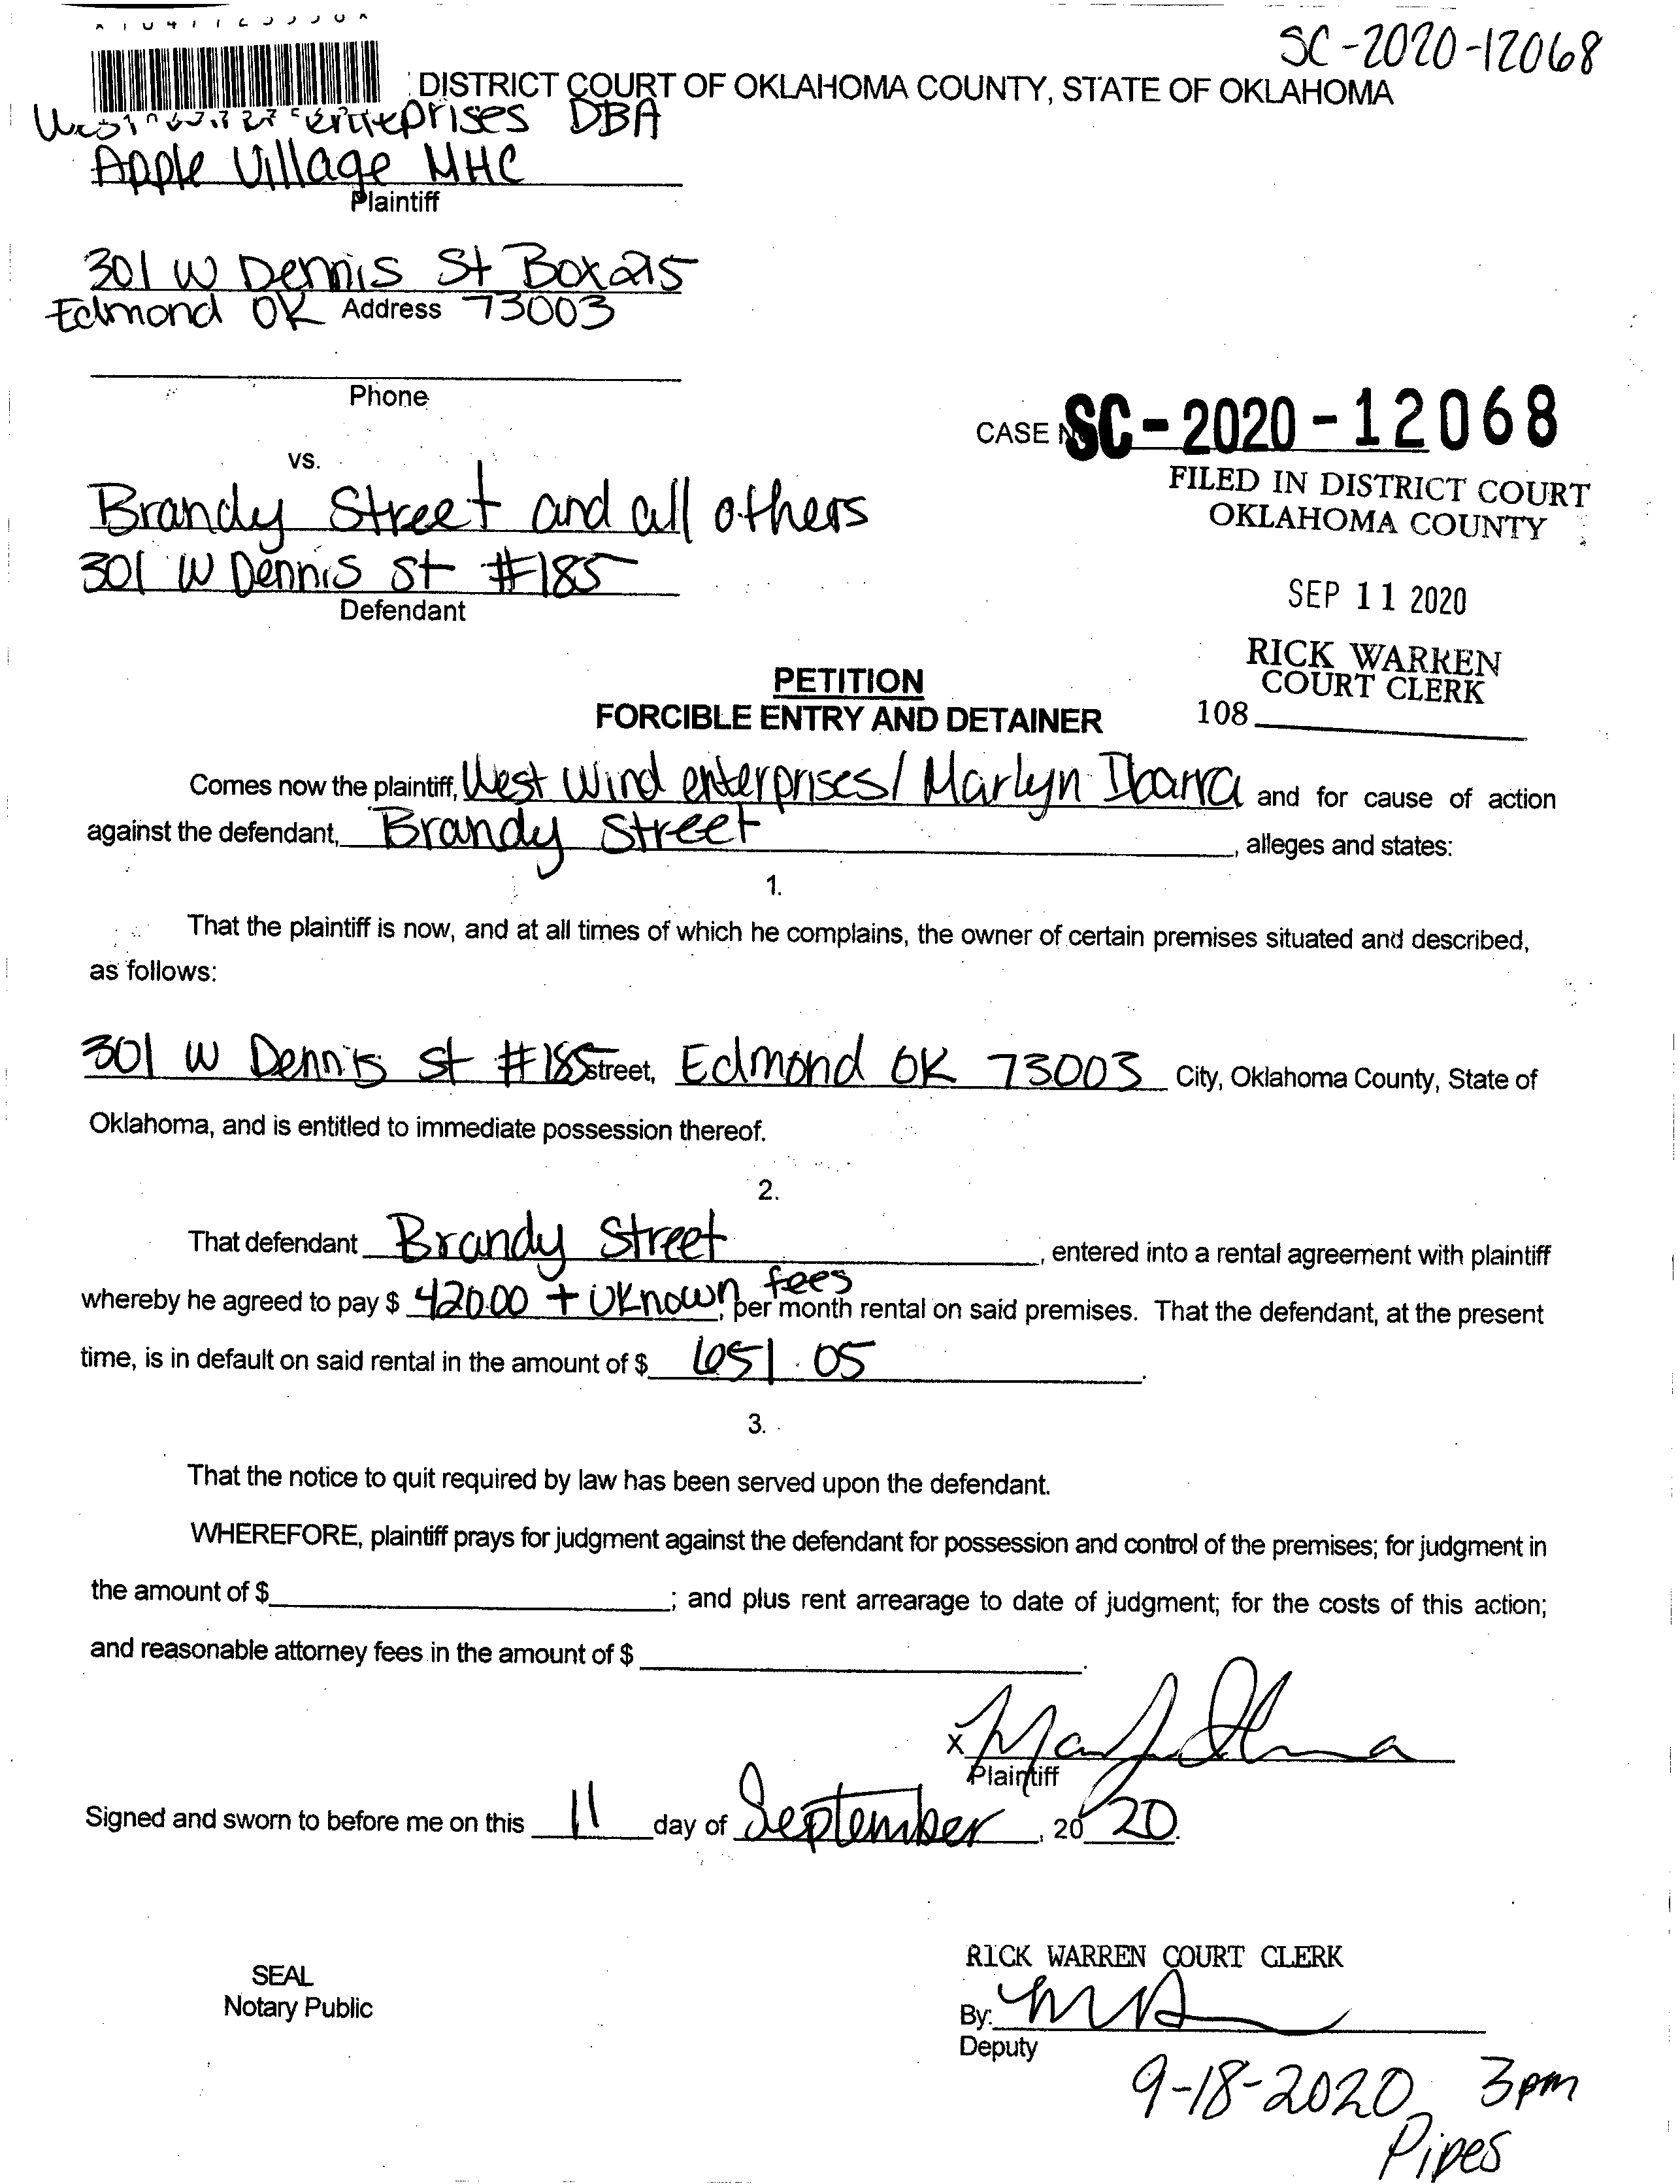 SC-2020-12068
DISTRICT COURT OF OKLAHOMA COUNTY, STATE OF OKLAHOMA
enterprises DBA
Apple Village MHC
Plaintiff
301 W Dennis St Box 215
Edmond OK Address 73003
Phone
CASE SC-2020-12068
vs.
FILED IN DISTRICT COURT
OKLAHOMA COUNTY
Brandy Street and all others
301 W Dennis St #185
Defendant
SEP 11 2020
RICK WARREN
COURT CLERK
108
PETITION
FORCIBLE ENTRY AND DETAINER
Comes now the plaintiff, West Wind enterprises/ Marlyn Ibarra and for cause of action
against the defendant, Brandy Street, alleges and states:
1.
That the plaintiff is now, and at all times of which he complains, the owner of certain premises situated and described,
as follows:
301 W Dennis St #185 Street, Edmond OK 73003 City, Oklahoma County, State of
Oklahoma, and is entitled to immediate possession thereof.
2.
That defendant Brandy Street, entered into a rental agreement with plaintiff
whereby he agreed to pay $ 420.00 + UKnown fees, per month rental on said premises. That the defendant, at the present
time, is in default on said rental in the amount of $ 651.05.
3.
That the notice to quit required by law has been served upon the defendant.
WHEREFORE, plaintiff prays for judgment against the defendant for possession and control of the premises; for judgment in
the amount of $ ; and plus rent arrearage to date of judgment; for the costs of this action;
and reasonable attorney fees in the amount of $ .
X
Plaintiff
Signed and sworn to before me on this 11 day of September, 20 20.
RICK WARREN COURT CLERK
SEAL
Notary Public
By:
Deputy
9-18-2020 3pm
Pipes